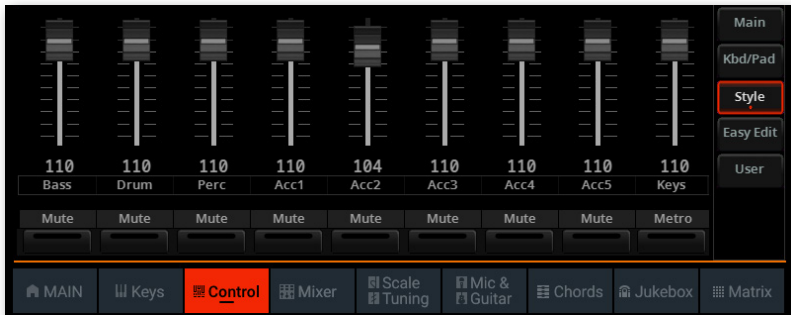 Main
Kbd/Pad
Style
Easy Edit
User
110 110 110 110 104 110 110 110 110
Bass Drum Perc Acc1 Acc2 Acc3 Acc4 Acc5 Keys
Mute Mute Mute Mute Mute Mute Mute Mute Metro
MAIN Keys Control Mixer Scale Tuning Mic & Guitar Chords Jukebox Matrix